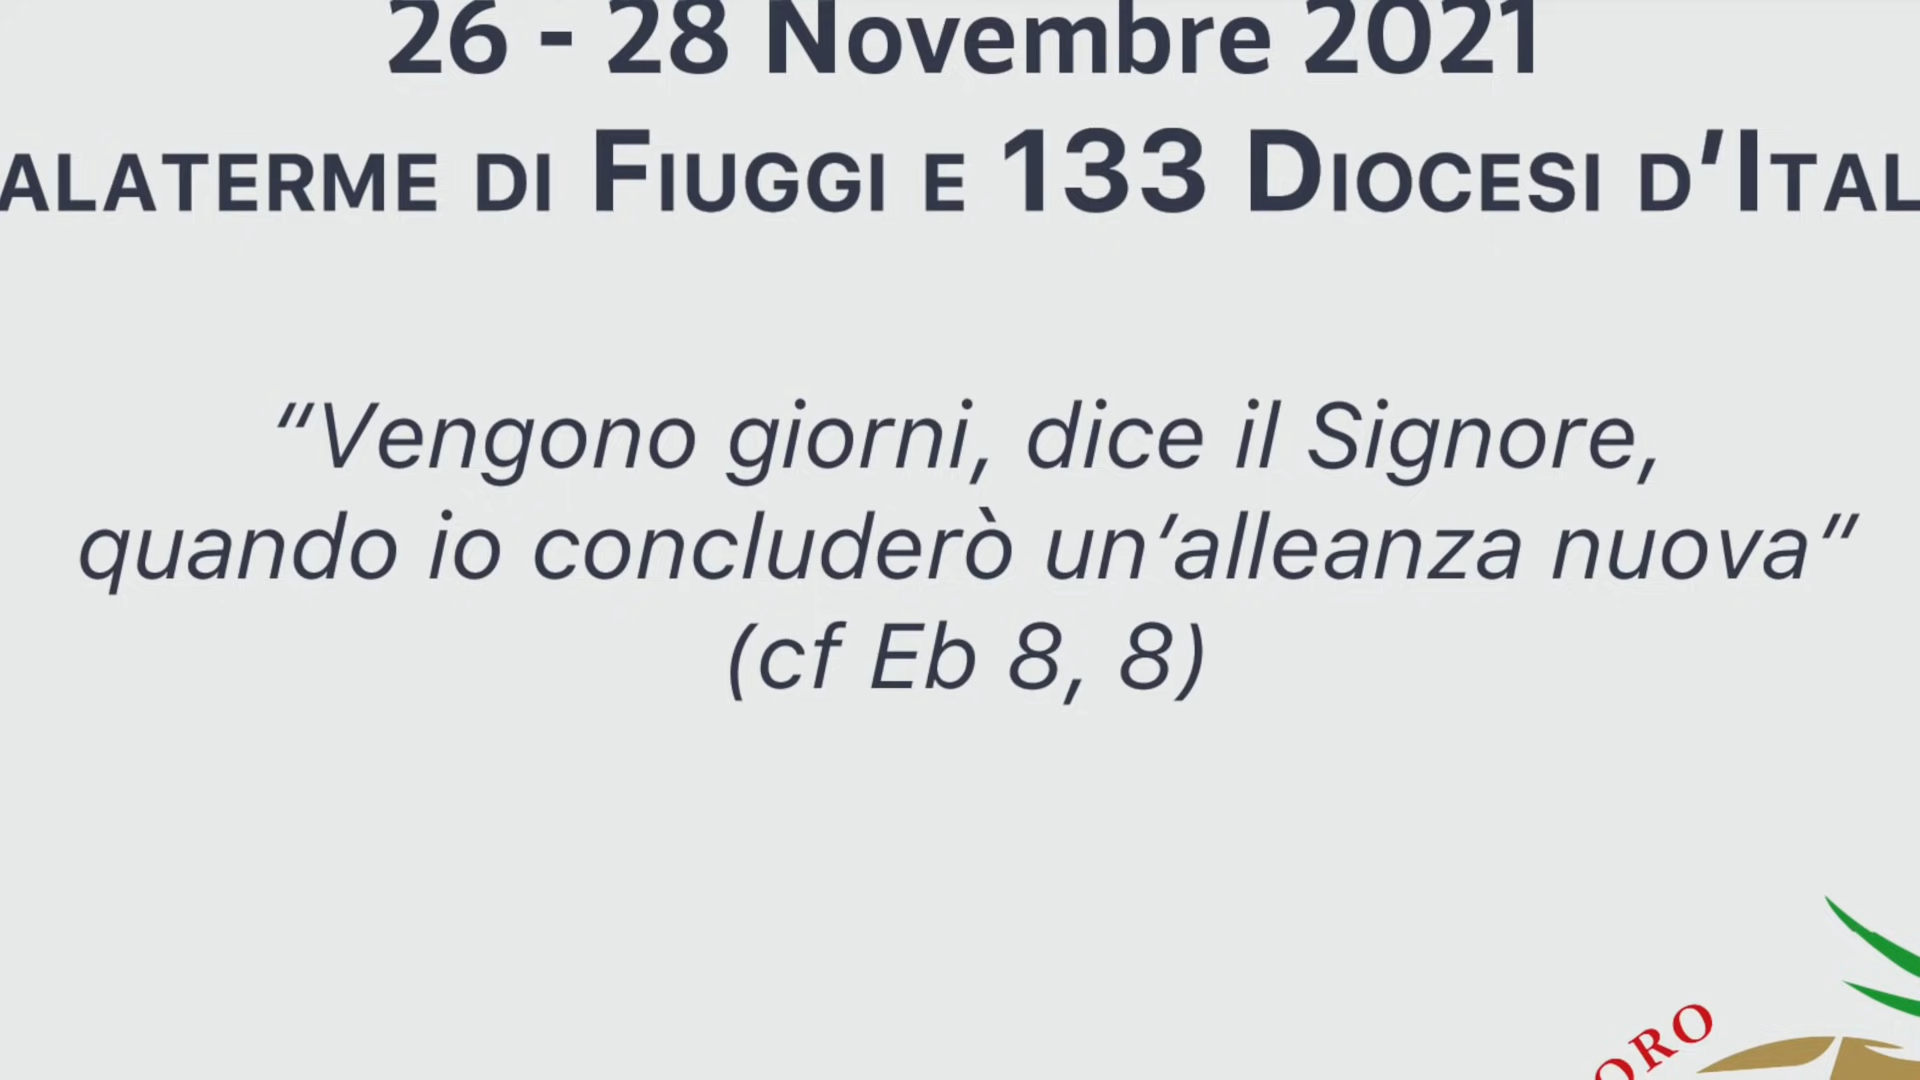 26 - 28 Novembre 2021
ALATERME DI FIUGGI E 133 DIOCESI D’ITAL
“Vengono giorni, dice il Signore,
quando io concluderò un’alleanza nuova”
(cf Eb 8, 8)
ORO